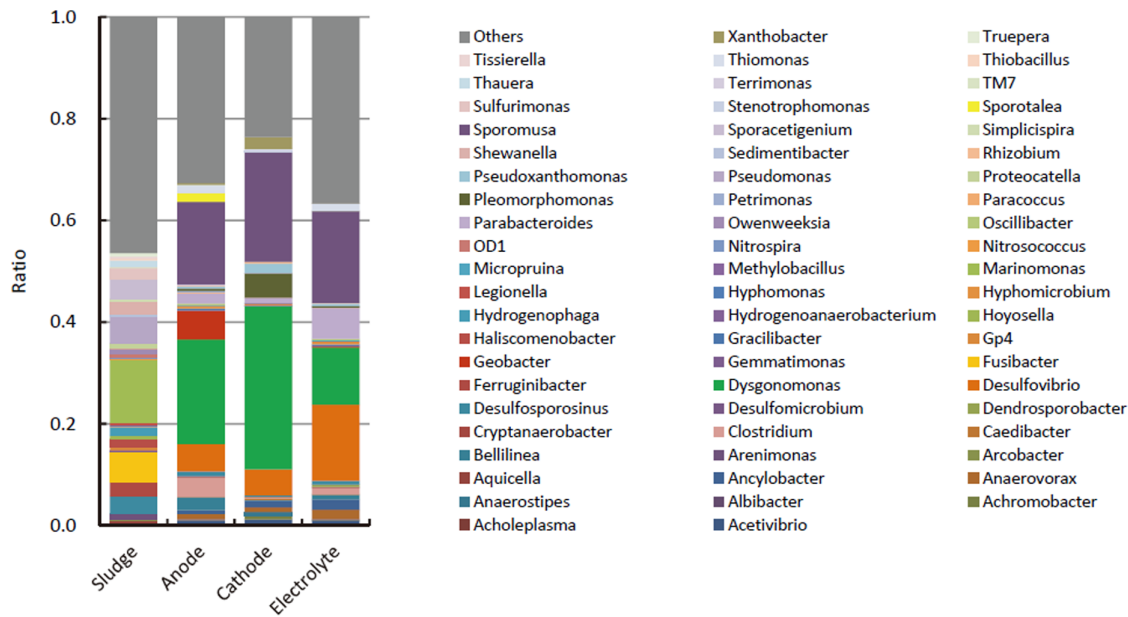 1.0
0.8
0.6
0.4
0.2
0.0
Ratio
Sludge
Anode
Cathode
Electrolyte
Others Xanthobacter Truepera
Tissierella Thiomonas Thiobacillus
Thauera Terrimonas TM7
Sulfurimonas Stenotrophomonas Sporotalea
Sporomusa Sporacetigenium Simplicispira
Shewanella Sedimentibacter Rhizobium
Pseudoxanthomonas Pseudomonas Proteocatella
Pleomorphomonas Petrimonas Paracoccus
Parabacteroides Owenweeksia Oscillibacter
OD1 Nitrospira Nitrosococcus
Micropruina Methylobacillus Marinomonas
Legionella Hyphomonas Hyphomicrobium
Hydrogenophaga Hydrogenoanaerobacterium Hoyosella
Haliscomenobacter Gracilibacter Gp4
Geobacter Gemmatimonas Fusibacter
Ferruginibacter Dysgonomonas Desulfovibrio
Desulfosporosinus Desulfomicrobium Dendrosporobacter
Cryptanaerobacter Clostridium Caedibacter
Bellilinea Arenimonas Arcobacter
Aquicella Ancylobacter Anaerovorax
Anaerostipes Albibacter Achromobacter
Acholeplasma Acetivibrio